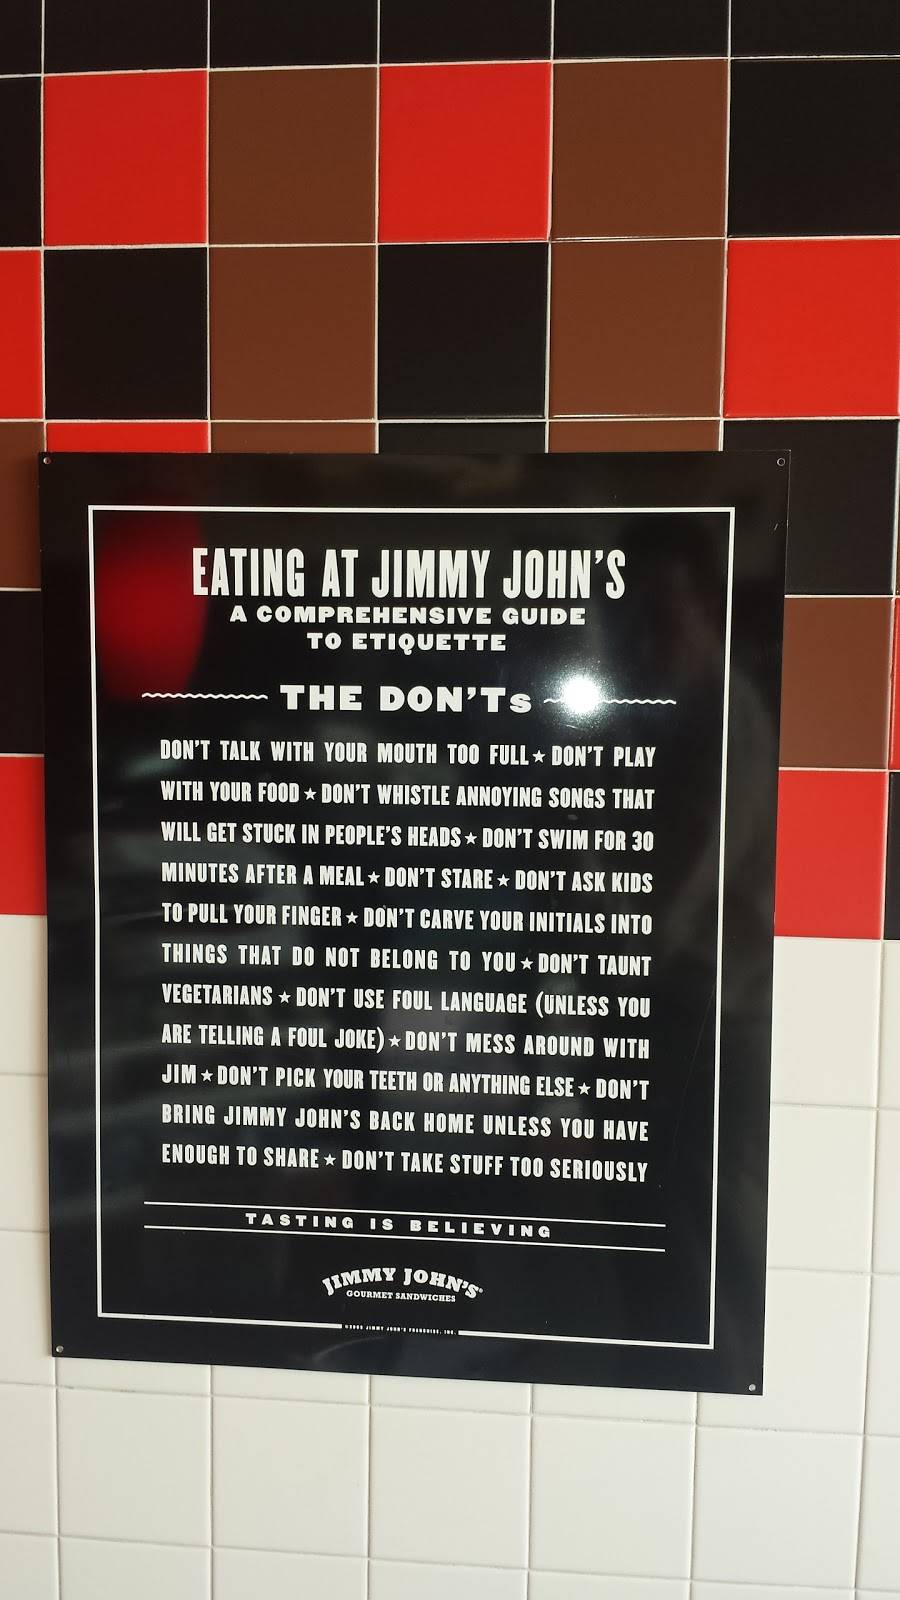 EATING AT JIMMY JOHN'S
A COMPREHENSIVE GUIDE
TO ETIQUETTE
THE DON'Ts
DON'T TALK WITH YOUR MOUTH TOO FULL ★ DON'T PLAY
WITH YOUR FOOD ★ DON'T WHISTLE ANNOYING SONGS THAT
WILL GET STUCK IN PEOPLE'S HEADS ★ DON'T SWIM FOR 30
MINUTES AFTER A MEAL ★ DON'T STARE ★ DON'T ASK KIDS
TO PULL YOUR FINGER ★ DON'T CARVE YOUR INITIALS INTO
THINGS THAT DO NOT BELONG TO YOU ★ DON'T TAUNT
VEGETARIANS ★ DON'T USE FOUL LANGUAGE (UNLESS YOU
ARE TELLING A FOUL JOKE) ★ DON'T MESS AROUND WITH
JIM ★ DON'T PICK YOUR TEETH OR ANYTHING ELSE ★ DON'T
BRING JIMMY JOHN'S BACK HOME UNLESS YOU HAVE
ENOUGH TO SHARE ★ DON'T TAKE STUFF TOO SERIOUSLY
TASTING IS BELIEVING
JIMMY JOHN'S®
GOURMET SANDWICHES
JIMMY JOHN'S FRANCHISE, INC.